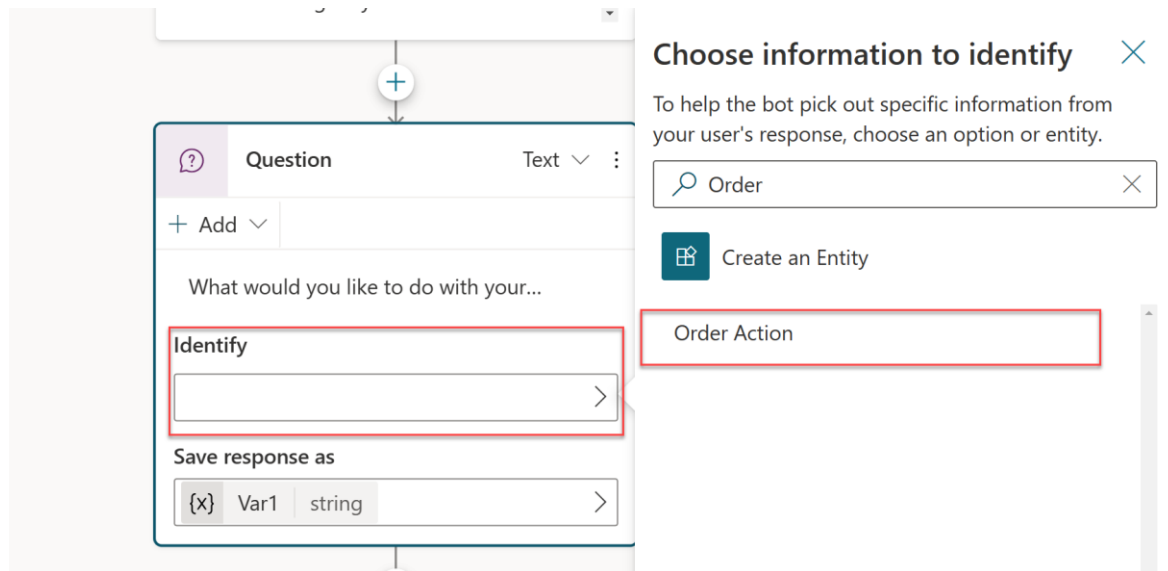 Question
Text
Add
What would you like to do with your...
Identify
Save response as
{x} Var1 string
Choose information to identify
To help the bot pick out specific information from
your user's response, choose an option or entity.
Order
Create an Entity
Order Action